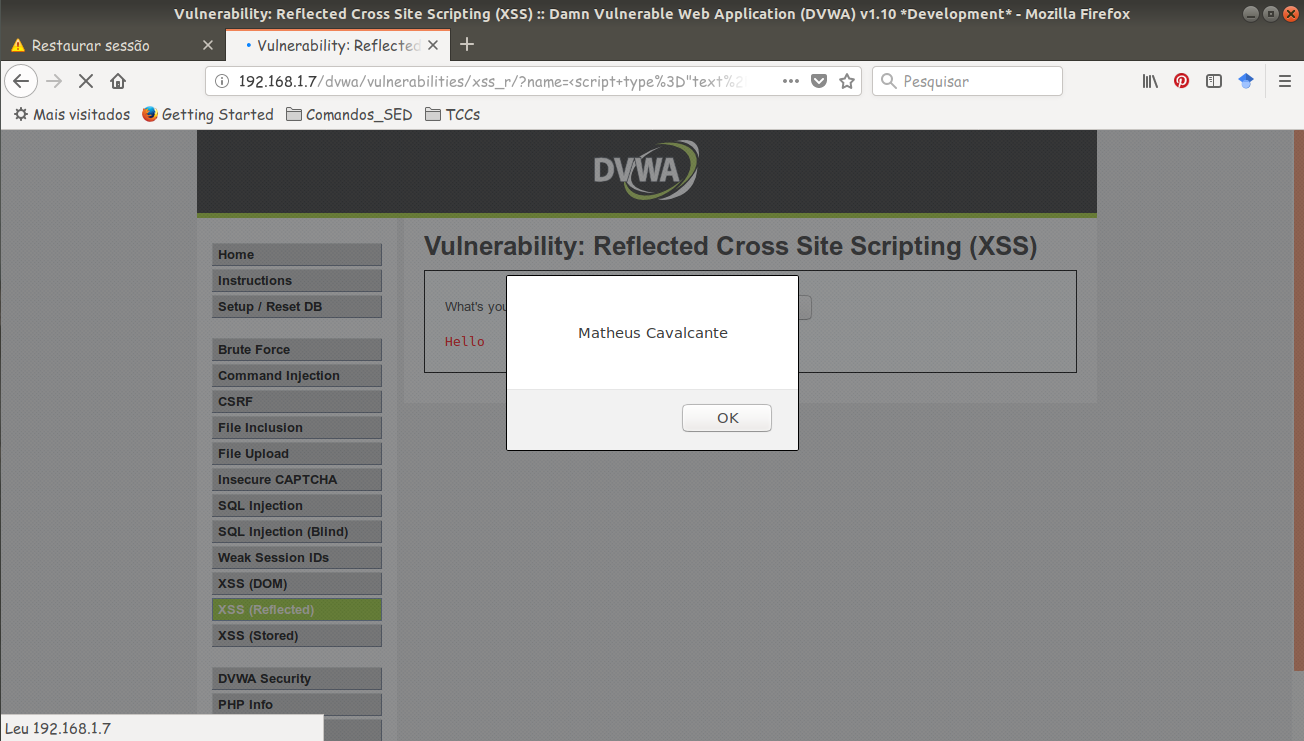 Vulnerability: Reflected Cross Site Scripting (XSS) :: Damn Vulnerable Web Application (DVWA) v1.10 *Development* - Mozilla Firefox
Restaurar sessão
Vulnerability: Reflected
192.168.1.7/dvwa/vulnerabilities/xss_r/?name=<script+type%3D"text%2
Pesquisar
Mais visitados
Getting Started
Comandos_SED
TCCs
DVWA
Home
Instructions
Setup / Reset DB
Brute Force
Command Injection
CSRF
File Inclusion
File Upload
Insecure CAPTCHA
SQL Injection
SQL Injection (Blind)
Weak Session IDs
XSS (DOM)
XSS (Reflected)
XSS (Stored)
DVWA Security
PHP Info
Vulnerability: Reflected Cross Site Scripting (XSS)
What's you
Hello
Matheus Cavalcante
OK
Leu 192.168.1.7